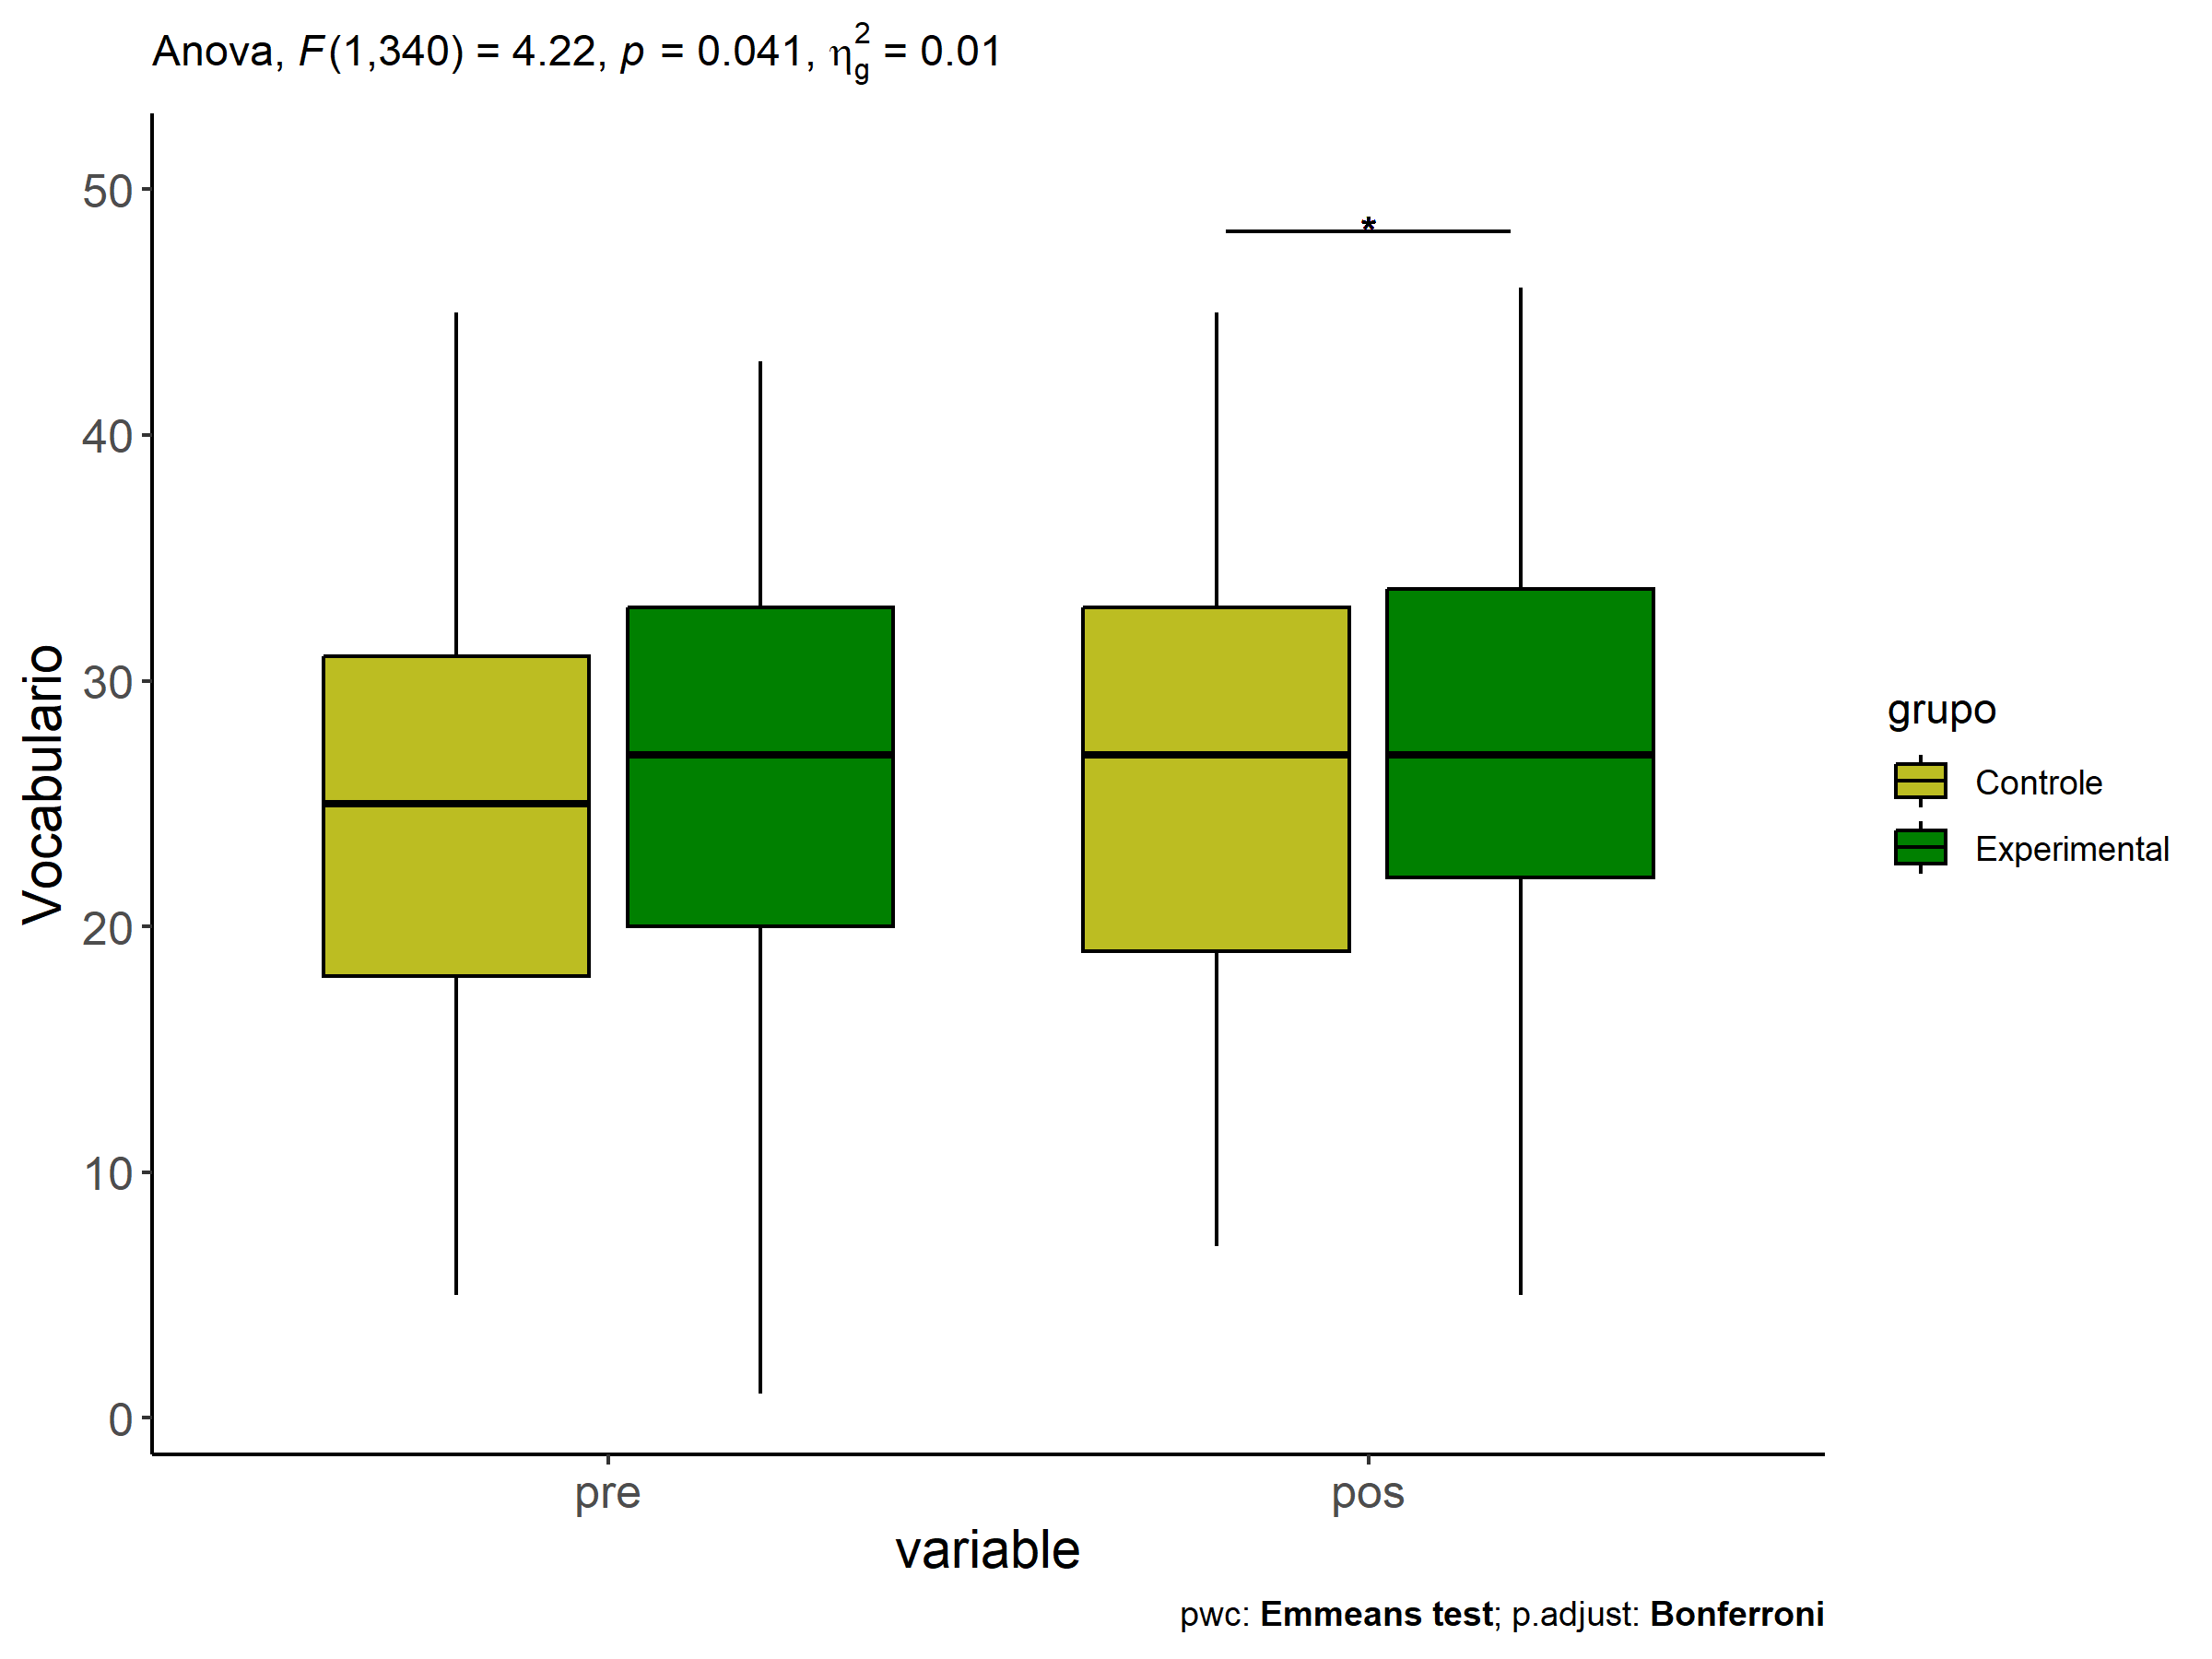 Anova, F(1,340) = 4.22, p = 0.041, η²g = 0.01
Vocabulario
50
40
30
20
10
0
*
pre
pos
variable
grupo
Controle
Experimental
pwc: Emmeans test; p.adjust: Bonferroni